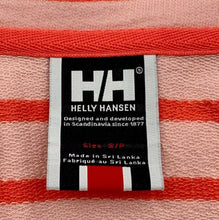 HH
HELLY HANSEN
Designed and developed
in Scandinavia since 1877
Size: S/P
Made in Sri Lanka
Fabriqué au Sri Lanka